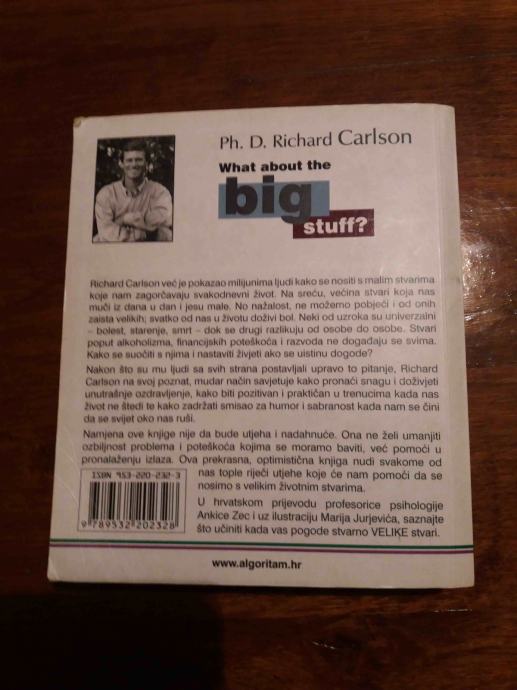 Ph. D. Richard Carlson
What about the
big
stuff?
Richard Carlson već je pokazao milijunima ljudi kako se nositi s malim stvarima
koje nam zagorčavaju svakodnevni život. Na sreću, većina stvari koja nas
muči iz dana u dan i jesu male. No nažalost, ne možemo pobjeći i od onih
zaista velikih; svatko od nas u životu doživi bol. Neki od uzroka su univerzalni
– bolest, starenje, smrt – dok se drugi razlikuju od osobe do osobe. Stvari
poput alkoholizma, financijskih poteškoća i razvoda ne događaju se svima.
Kako se suočiti s njima i nastaviti živjeti ako se uistinu dogode?
Nakon što su mu ljudi sa svih strana postavljali upravo to pitanje, Richard
Carlson na svoj poznat, mudar način savjetuje kako pronaći snagu i doživjeti
unutrašnje ozdravljenje, kako biti pozitivan i praktičan u trenucima kada nas
život ne štedi te kako zadržati smisao za humor i sabranost kada nam se čini
da se svijet oko nas ruši.
Namjena ove knjige nije da bude utjeha i nadahnuće. Ona ne želi umanjiti
ozbiljnost problema i poteškoća kojima se moramo baviti, već pomoći u
pronalaženju izlaza. Ova prekrasna, optimistična knjiga nudi svakome od
nas tople riječi utjehe koje će nam pomoći da se
nosimo s velikim životnim stvarima.
ISBN 953-220-232-3
9 789532 202328
U hrvatskom prijevodu profesorice psihologije
Ankice Zec i uz ilustraciju Marija Jurjevića, saznajte
što učiniti kada vas pogode stvarno VELIKE stvari.
www.algoritam.hr